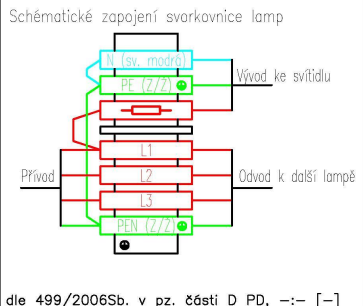 Schématické zapojení svorkovnice lamp
N (sv. modrá)
PE (Z/Ž)
Vývod ke svítidlu
L1
L2
L3
Přívod
Odvod k další lampě
PEN (Z/Ž)
dle 499/2006Sb. v pz. části D PD, -:- [-]